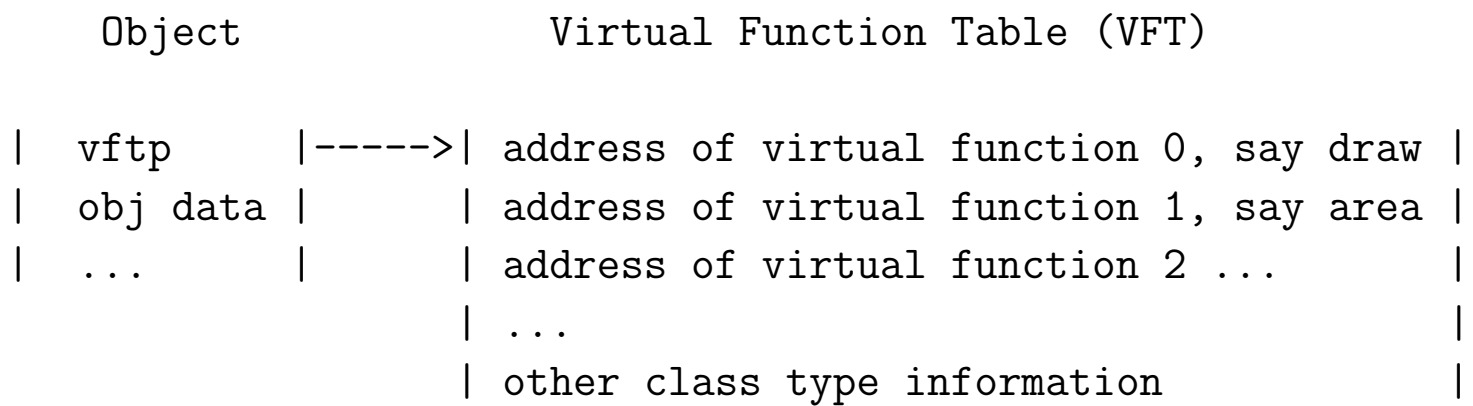 Object Virtual Function Table (VFT)
| vftp |----->| address of virtual function 0, say draw |
| obj data | | address of virtual function 1, say area |
| ... | | address of virtual function 2 ... |
| ... |
| other class type information |